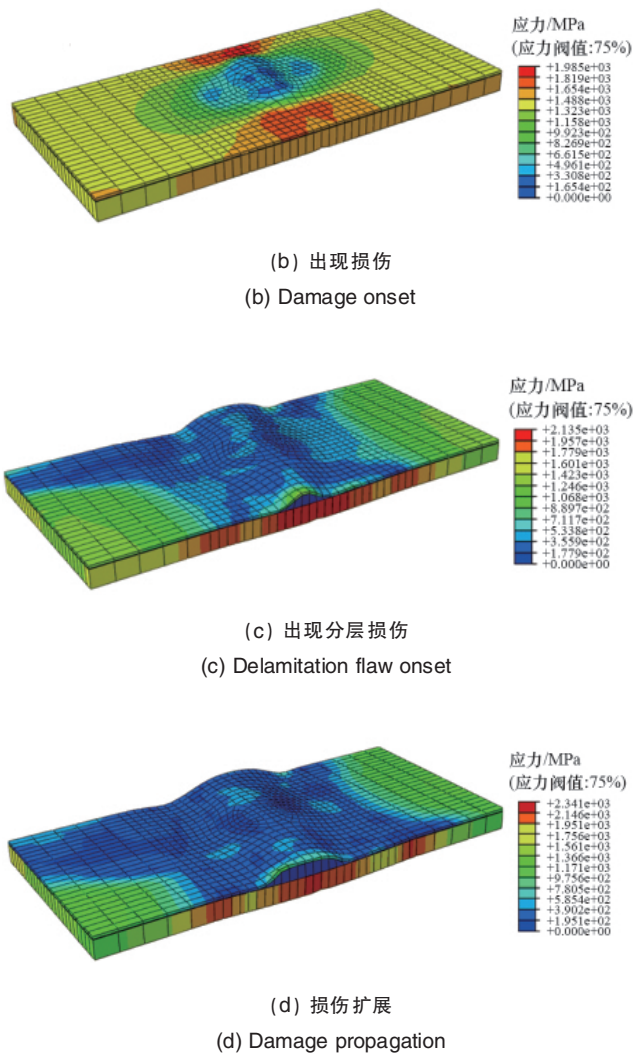 应力/MPa
(应力阀值:75%)
+1.985e+03
+1.819e+03
+1.654e+03
+1.488e+03
+1.323e+03
+1.158e+03
+9.923e+02
+8.269e+02
+6.615e+02
+4.961e+02
+3.308e+02
+1.654e+02
+0.000e+00
(b) 出现损伤
(b) Damage onset
应力/MPa
(应力阀值:75%)
+2.135e+03
+1.957e+03
+1.779e+03
+1.601e+03
+1.423e+03
+1.246e+03
+1.068e+03
+8.897e+02
+7.117e+02
+5.338e+02
+3.559e+02
+1.779e+02
+0.000e+00
(c) 出现分层损伤
(c) Delamitation flaw onset
应力/MPa
(应力阀值:75%)
+2.341e+03
+2.146e+03
+1.951e+03
+1.756e+03
+1.561e+03
+1.366e+03
+1.171e+03
+9.756e+02
+7.805e+02
+5.854e+02
+3.902e+02
+1.951e+02
+0.000e+00
(d) 损伤扩展
(d) Damage propagation